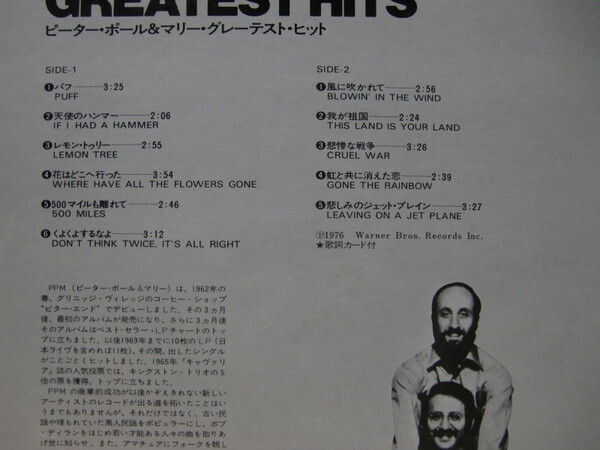 GREATEST HITS
ピーター・ポール&マリー・グレーテスト・ヒット
SIDE-1
❶パフ———3:25
PUFF
❷天使のハンマー———2:06
IF I HAD A HAMMER
❸レモン・トゥリー———2:55
LEMON TREE
❹花はどこへ行った———3:54
WHERE HAVE ALL THE FLOWERS GONE
❺500マイルも離れて———2:46
500 MILES
❻くよくよするなよ———3:12
DON'T THINK TWICE, IT'S ALL RIGHT
SIDE-2
❶風に吹かれて———2:56
BLOWIN' IN THE WIND
❷我が祖国———2:24
THIS LAND IS YOUR LAND
❸悲惨な戦争———3:26
CRUEL WAR
❹虹と共に消えた恋———2:39
GONE THE RAINBOW
❺悲しみのジェット・プレイン———3:27
LEAVING ON A JET PLANE
Ⓟ1976 Warner Bros. Records Inc.
★歌詞カード付
PPM(ピーター・ポール&マリー)は、1962年の
春、グリニッジ・ヴィレッジのコーヒー・ショップ
"ビター・エンド"でデビューしました。その3ヵ月
後、最初のアルバムが発売になり、さらに3ヵ月後
そのアルバムはベスト・セラー・LPチャートのトッ
プに立ちました。以後1969年までに10枚のLP(日
本ライヴを含めれば11枚)、その間、出したシングル
がことごとくヒットしました。1965年「キャヴァリ
ア」誌の人気投票では、キングストン・トリオの5
倍の票を獲得、トップに立ちました。
PPMの商業的成功が以後かぞえきれない新しい
アーティストのレコードが出る道を拓いたことはい
うまでもありませんが、それだけではなく、古い民
謡や埋もれていた黒人民謡をポピュラーにし、ボブ
・ディランをはじめ若い才能ある人々の曲を取りあ
げ世に知らせ、また、アマチュアにフォークを親し